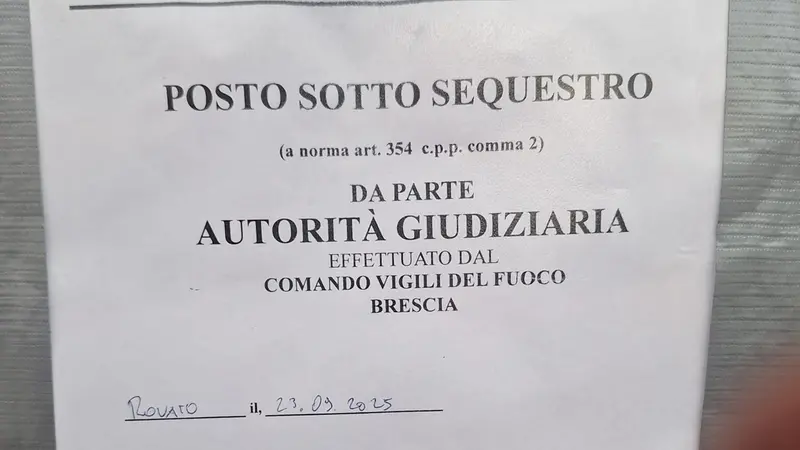 POSTO SOTTO SEQUESTRO
(a norma art. 354 c.p.p. comma 2)
DA PARTE
AUTORITÀ GIUDIZIARIA
EFFETTUATO DAL
COMANDO VIGILI DEL FUOCO
BRESCIA
ROVATO il, 23.09.2025